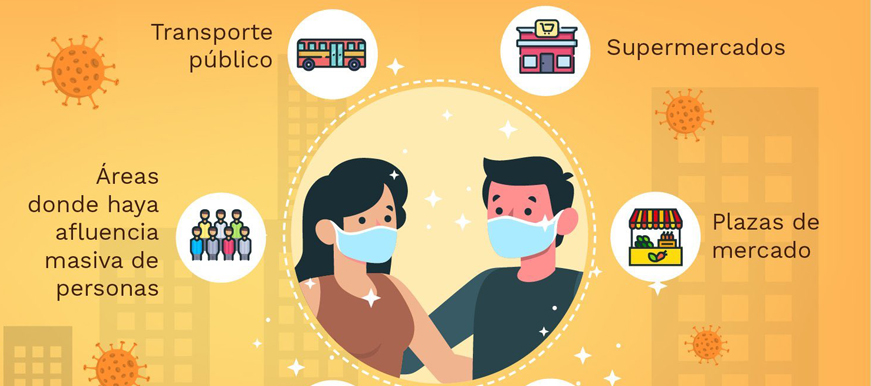 Transporte
público
Supermercados
Áreas
donde haya
afluencia
masiva de
personas
Plazas de
mercado